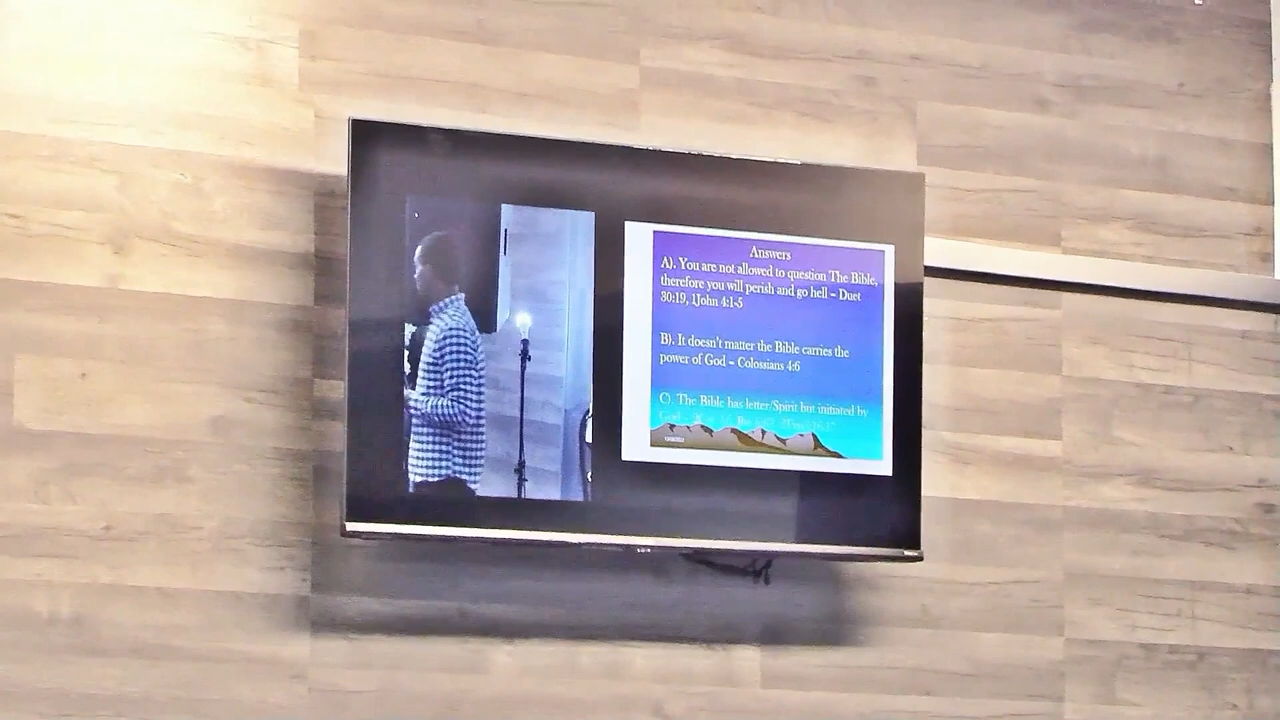 Answers
A). You are not allowed to question The Bible,
therefore you will perish and go hell – Duet
30:19, 1John 4:1-5
B). It doesn't matter the Bible carries the
power of God – Colossians 4:6
C). The Bible has letter/Spirit but initiated by
God –